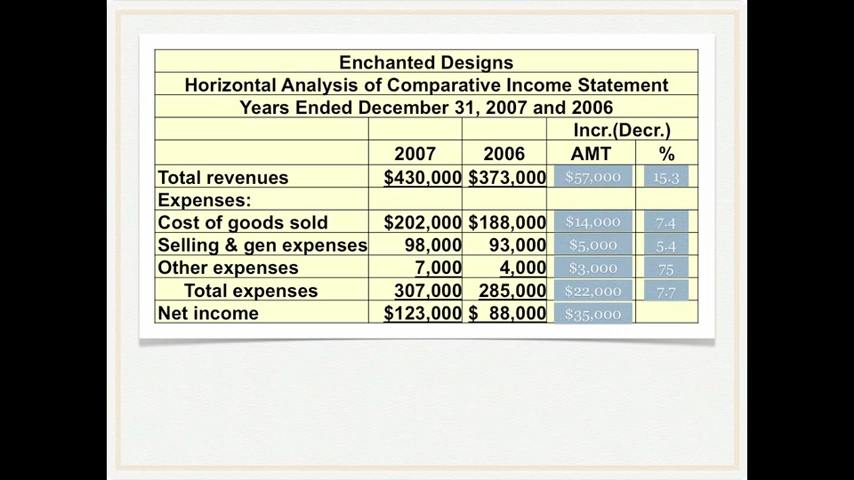 Enchanted Designs
Horizontal Analysis of Comparative Income Statement
Years Ended December 31, 2007 and 2006
Incr.(Decr.)
2007 2006 AMT %
Total revenues $430,000 $373,000 $57,000 15.3
Expenses:
Cost of goods sold $202,000 $188,000 $14,000 7.4
Selling & gen expenses 98,000 93,000 $5,000 5.4
Other expenses 7,000 4,000 $3,000 75
Total expenses 307,000 285,000 $22,000 7.7
Net income $123,000 $ 88,000 $35,000